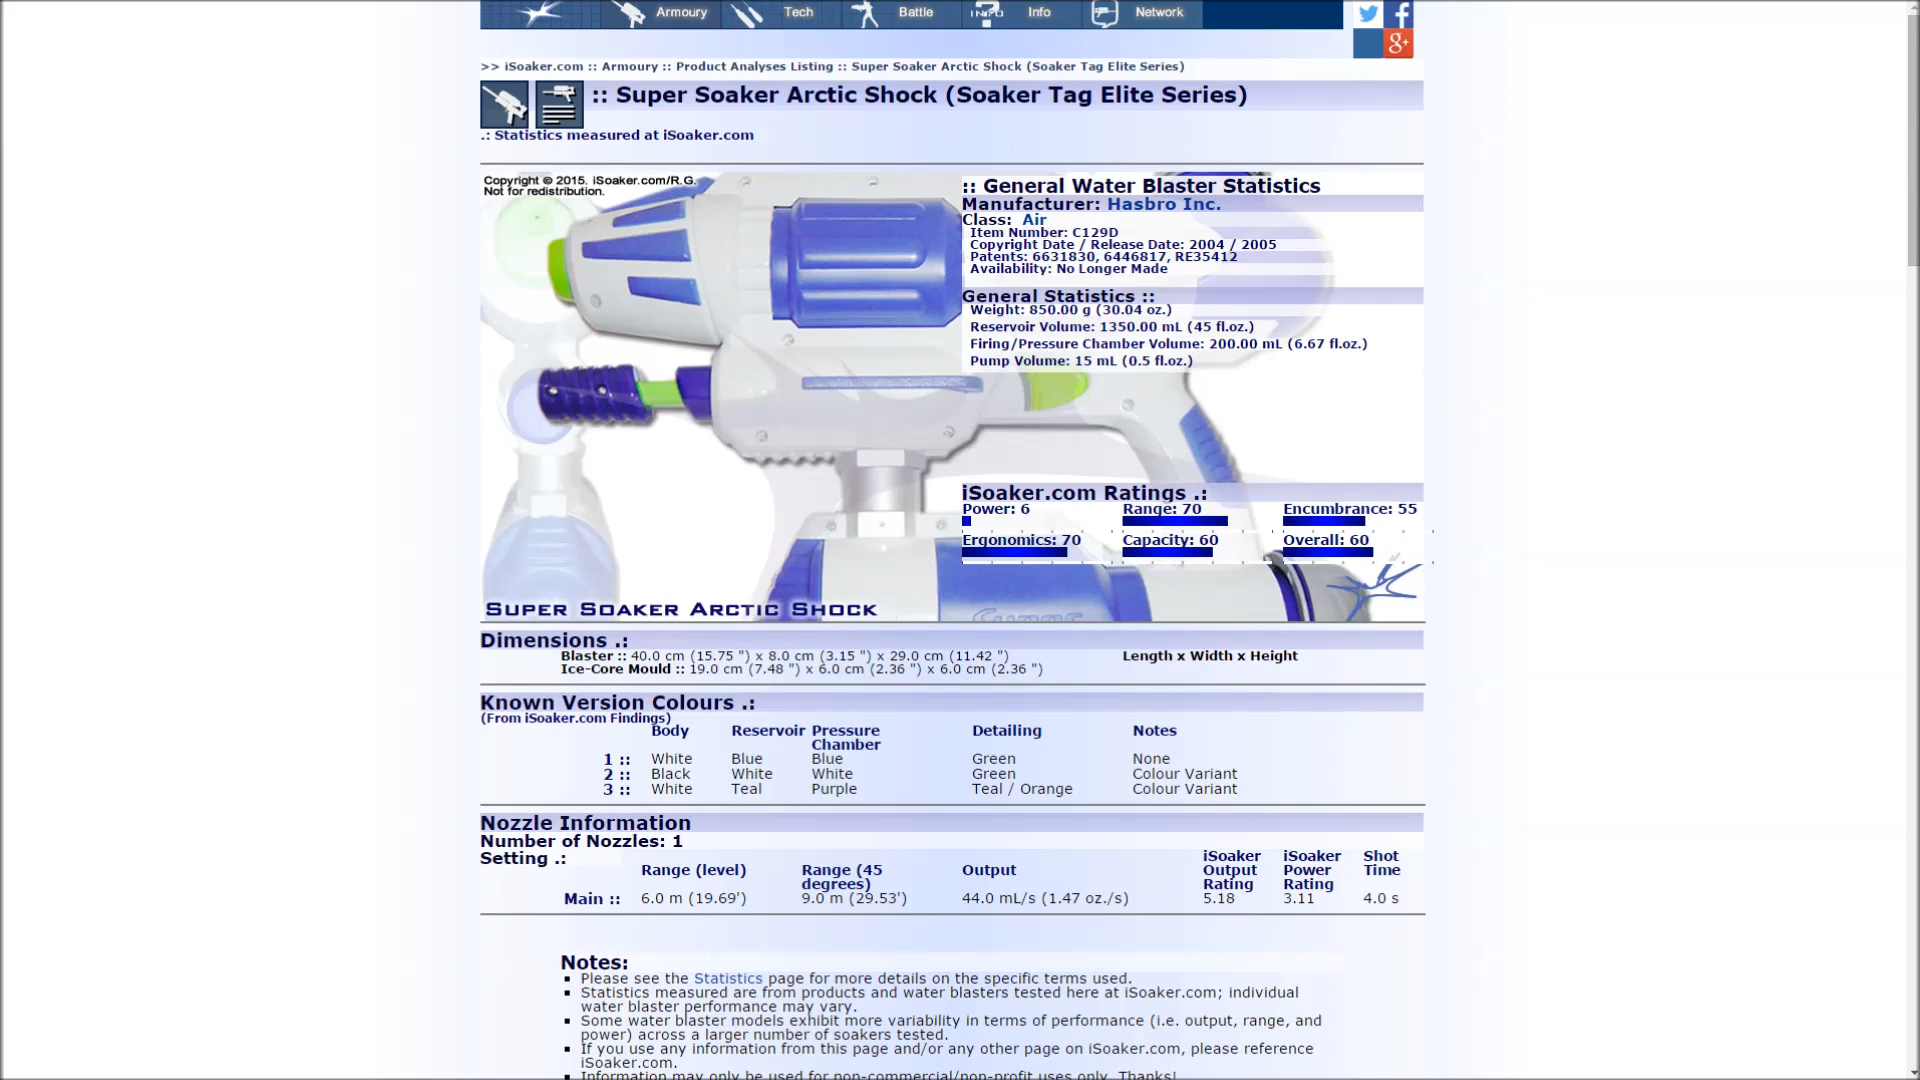 Armoury Tech Battle INFO Info Network
>> iSoaker.com :: Armoury :: Product Analyses Listing :: Super Soaker Arctic Shock (Soaker Tag Elite Series)
:: Super Soaker Arctic Shock (Soaker Tag Elite Series)
.: Statistics measured at iSoaker.com
Copyright © 2015. iSoaker.com/R.G.
Not for redistribution.
:: General Water Blaster Statistics
Manufacturer: Hasbro Inc.
Class: Air
Item Number: C129D
Copyright Date / Release Date: 2004 / 2005
Patents: 6631830, 6446817, RE35412
Availability: No Longer Made
General Statistics ::
Weight: 850.00 g (30.04 oz.)
Reservoir Volume: 1350.00 mL (45 fl.oz.)
Firing/Pressure Chamber Volume: 200.00 mL (6.67 fl.oz.)
Pump Volume: 15 mL (0.5 fl.oz.)
iSoaker.com Ratings .:
Power: 6 Range: 70 Encumbrance: 55
Ergonomics: 70 Capacity: 60 Overall: 60
Super Soaker Arctic Shock
Dimensions .:
Blaster :: 40.0 cm (15.75 ") x 8.0 cm (3.15 ") x 29.0 cm (11.42 ") Length x Width x Height
Ice-Core Mould :: 19.0 cm (7.48 ") x 6.0 cm (2.36 ") x 6.0 cm (2.36 ")
Known Version Colours .:
(From iSoaker.com Findings)
Body Reservoir Pressure Chamber Detailing Notes
1 :: White Blue Blue Green None
2 :: Black White White Green Colour Variant
3 :: White Teal Purple Teal / Orange Colour Variant
Nozzle Information
Number of Nozzles: 1
Setting .:
Range (level) Range (45 degrees) Output iSoaker Output Rating iSoaker Power Rating Shot Time
Main :: 6.0 m (19.69') 9.0 m (29.53') 44.0 mL/s (1.47 oz./s) 5.18 3.11 4.0 s
Notes:
Please see the Statistics page for more details on the specific terms used.
Statistics measured are from products and water blasters tested here at iSoaker.com; individual
water blaster performance may vary.
Some water blaster models exhibit more variability in terms of performance (i.e. output, range, and
power) across a larger number of soakers tested.
If you use any information from this page and/or any other page on iSoaker.com, please reference
iSoaker.com.
Information may only be used for non-commercial/non-profit uses only. Thanks!